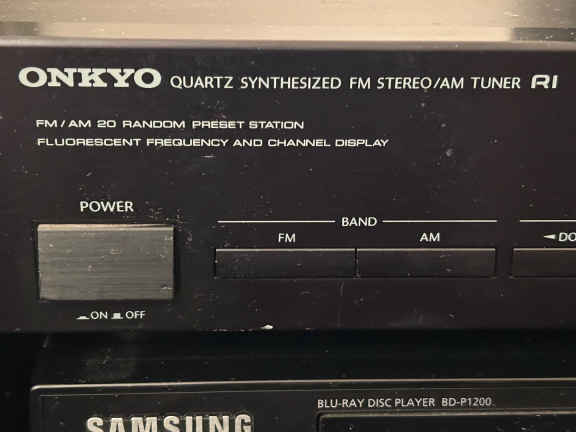 ONKYO QUARTZ SYNTHESIZED FM STEREO/AM TUNER RI
FM/AM 20 RANDOM PRESET STATION
FLUORESCENT FREQUENCY AND CHANNEL DISPLAY
POWER
BAND
FM AM ◄DO
ON OFF
BLU-RAY DISC PLAYER BD-P1200
SAMSUNG